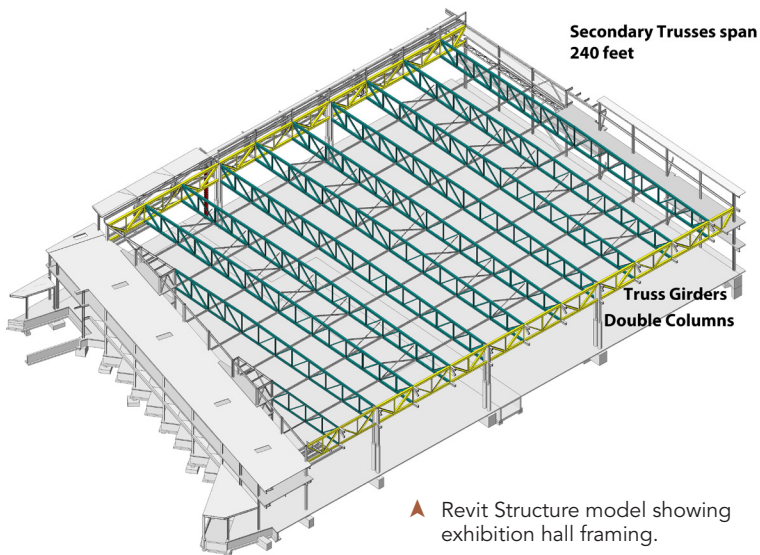 Secondary Trusses span
240 feet
Truss Girders
Double Columns
Revit Structure model showing
exhibition hall framing.